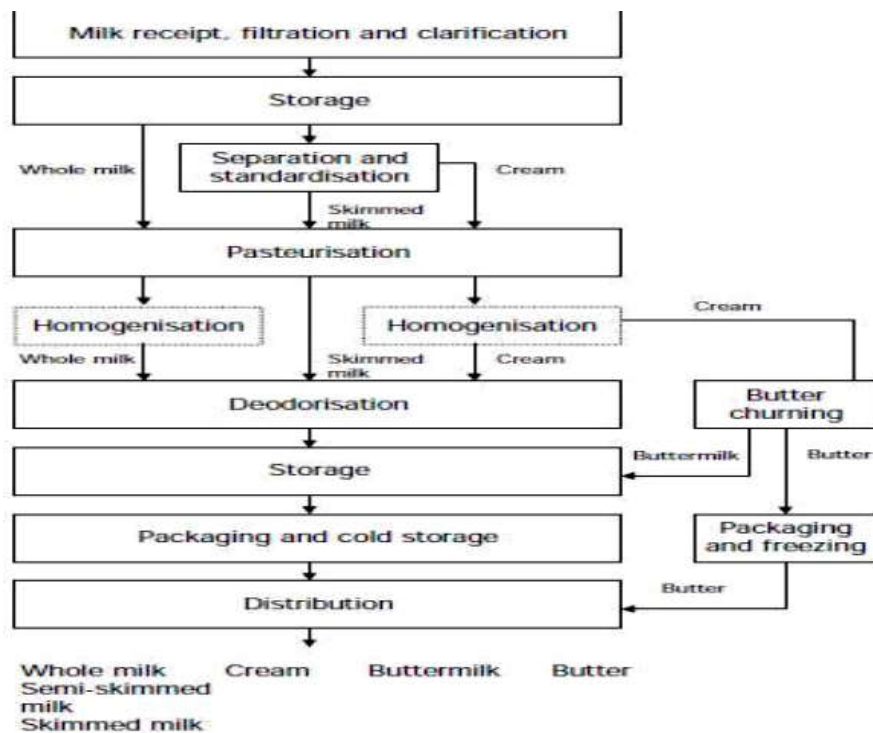 Milk receipt, filtration and clarification
Storage
Separation and
standardisation
Whole milk
Cream
Skimmed
milk
Pasteurisation
Cream
Homogenisation
Homogenisation
Whole milk
Skimmed
milk
Cream
Deodorisation
Butter
churning
Buttermilk
Butter
Storage
Packaging and cold storage
Packaging
and freezing
Butter
Distribution
Whole milk
Semi-skimmed
milk
Skimmed milk
Cream
Buttermilk
Butter